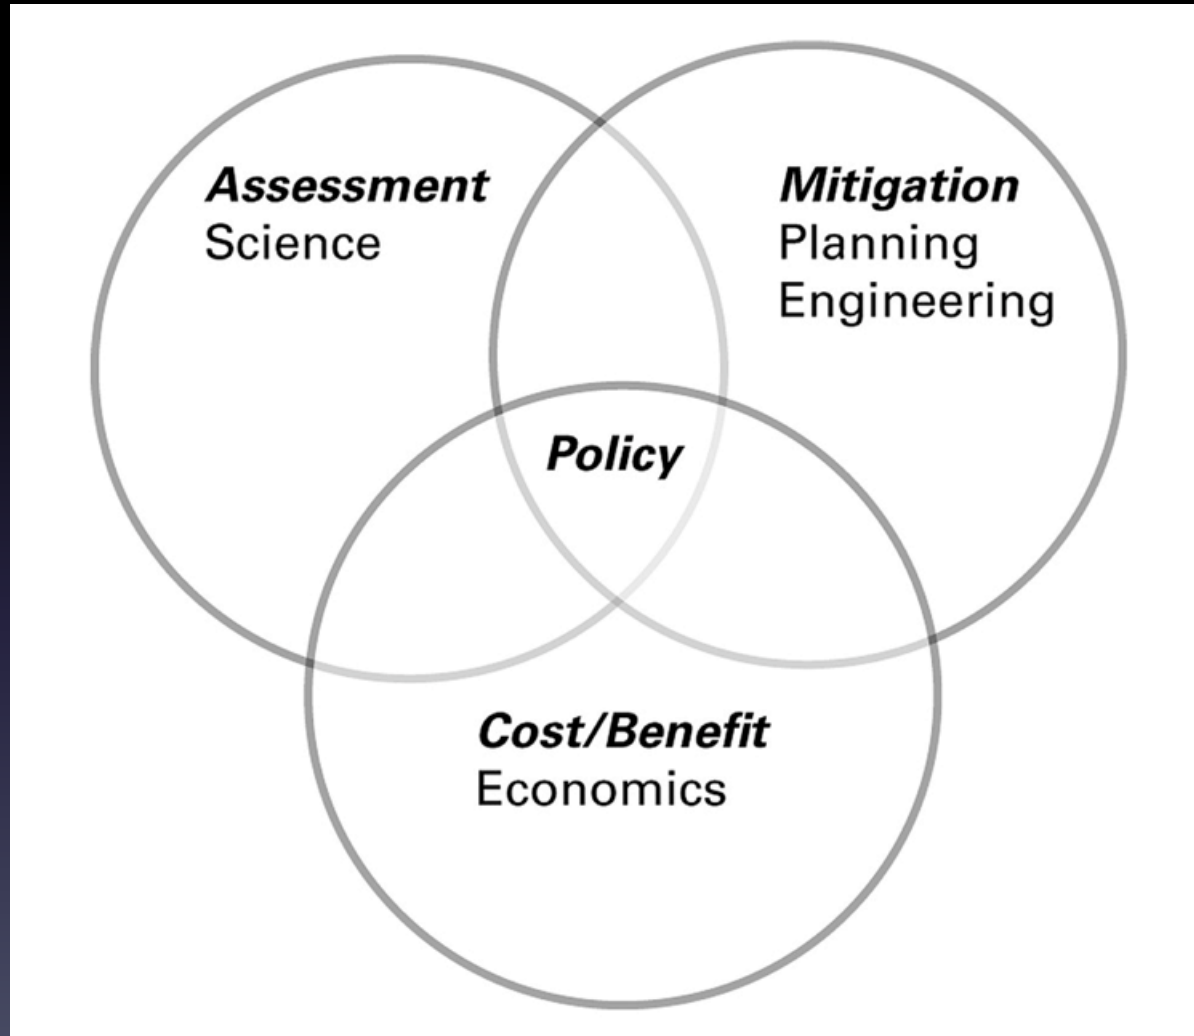 Assessment
Science
Mitigation
Planning
Engineering
Policy
Cost/Benefit
Economics